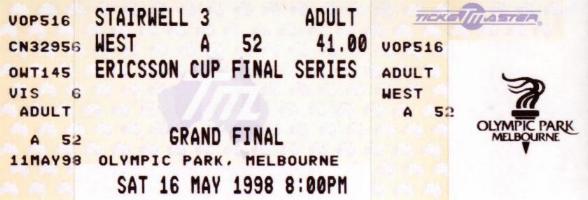 VOP516 STAIRWELL 3 ADULT TICKETMASTER
CN32956 WEST A 52 41.00 VOP516
OWT145 ERICSSON CUP FINAL SERIES ADULT
VIS 6 WEST
ADULT A 52
A 52 GRAND FINAL
11MAY98 OLYMPIC PARK, MELBOURNE
SAT 16 MAY 1998 8:00PM
TM
OLYMPIC PARK
MELBOURNE